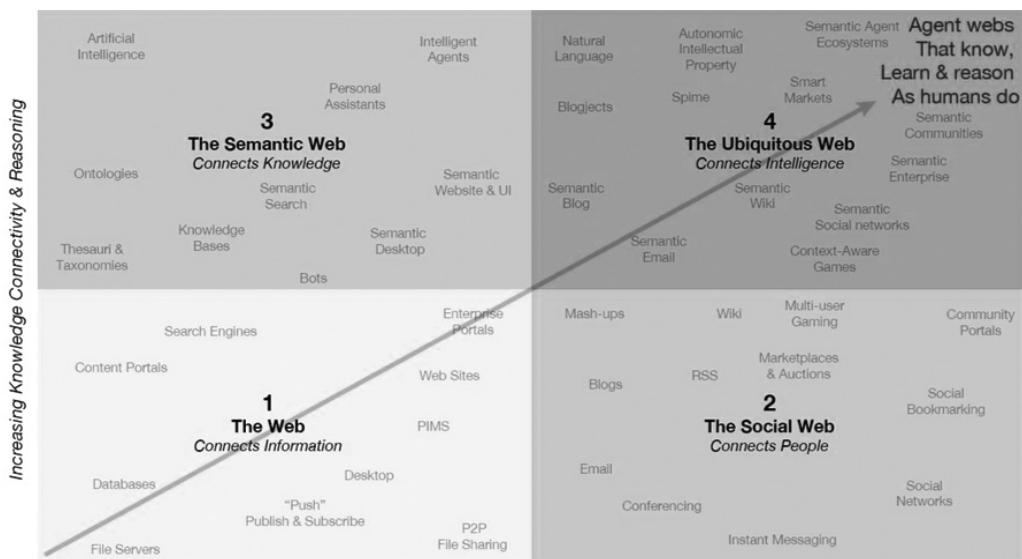 Increasing Knowledge Connectivity & Reasoning
Artificial
Intelligence
Intelligent
Agents
Personal
Assistants
3
The Semantic Web
Connects Knowledge
Ontologies
Semantic
Search
Semantic
Website & UI
Knowledge
Bases
Semantic
Desktop
Thesauri &
Taxonomies
Bots
Natural
Language
Autonomic
Intellectual
Property
Semantic Agent
Ecosystems
Agent webs
That know,
Learn & reason
As humans do
Blogjects
Spime
Smart
Markets
4
The Ubiquitous Web
Connects Intelligence
Semantic
Communities
Semantic
Enterprise
Semantic
Blog
Semantic
Wiki
Semantic
Social networks
Semantic
Email
Context-Aware
Games
Search Engines
Enterprise
Portals
Content Portals
Web Sites
1
The Web
Connects Information
PIMS
Databases
Desktop
“Push”
Publish & Subscribe
File Servers
P2P
File Sharing
Mash-ups
Wiki
Multi-user
Gaming
Community
Portals
Blogs
RSS
Marketplaces
& Auctions
Social
Bookmarking
2
The Social Web
Connects People
Email
Conferencing
Social
Networks
Instant Messaging